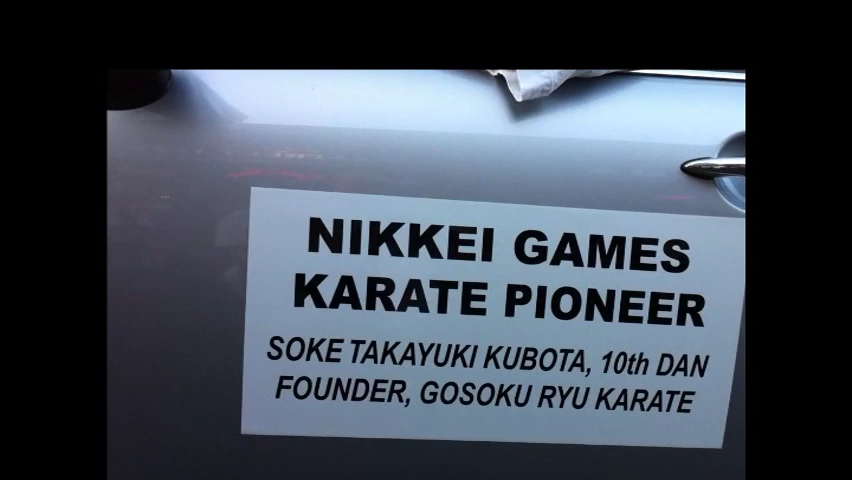 NIKKEI GAMES
KARATE PIONEER
SOKE TAKAYUKI KUBOTA, 10th DAN
FOUNDER, GOSOKU RYU KARATE